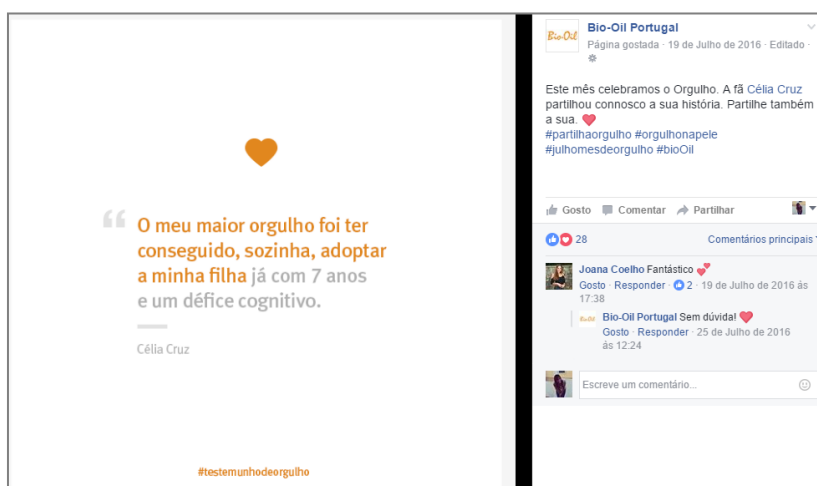 “
O meu maior orgulho foi ter
conseguido, sozinha, adoptar
a minha filha já com 7 anos
e um défice cognitivo.
Célia Cruz
#testemunhodeorgulho
Bio-Oil
Bio-Oil Portugal
Página gostada · 19 de Julho de 2016 · Editado ·
Este mês celebramos o Orgulho. A fã Célia Cruz
partilhou connosco a sua história. Partilhe também
a sua.
#partilhaorgulho #orgulhonapele
#julhomesdeorgulho #bioOil
Gosto Comentar Partilhar
28 Comentários principais
Joana Coelho Fantástico
Gosto · Responder · 2 · 19 de Julho de 2016 às
17:38
Bio-Oil
Bio-Oil Portugal Sem dúvida!
Gosto · Responder · 25 de Julho de 2016
às 12:24
Escreve um comentário...